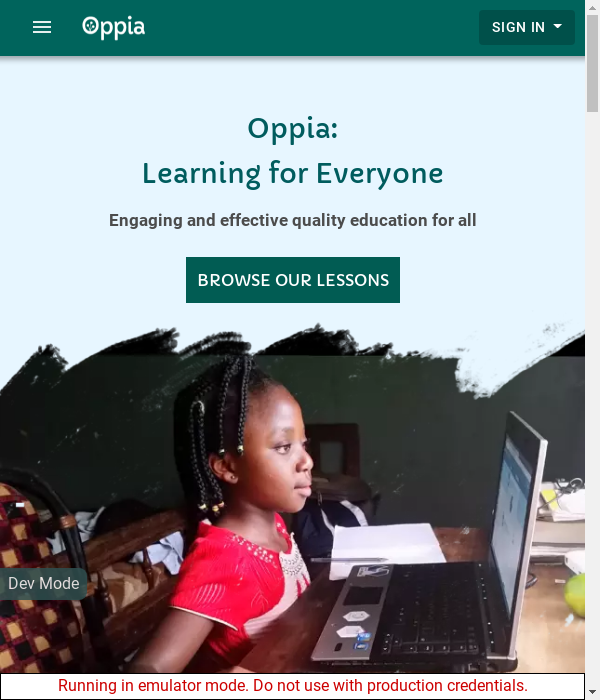 Oppia
SIGN IN
Oppia:
Learning for Everyone
Engaging and effective quality education for all
BROWSE OUR LESSONS
Dev Mode
Running in emulator mode. Do not use with production credentials.